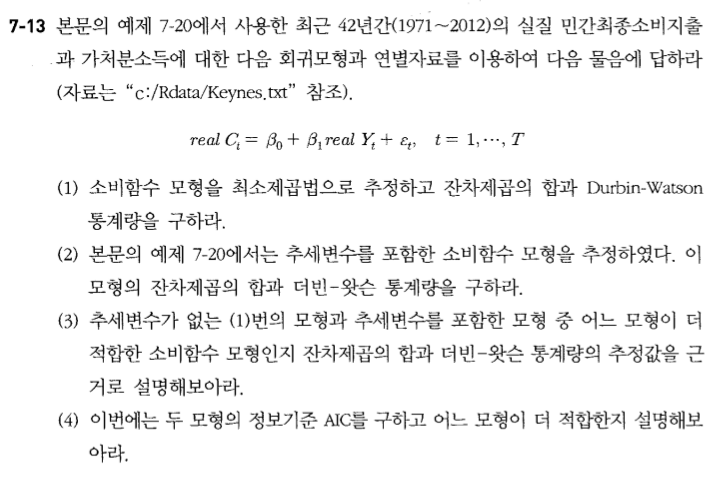 7-13 본문의 예제 7-20에서 사용한 최근 42년간(1971~2012)의 실질 민간최종소비지출
과 가처분소득에 대한 다음 회귀모형과 연별자료를 이용하여 다음 물음에 답하라
(자료는 “c:/Rdata/Keynes.txt” 참조).
real Cₜ = β₀ + β₁ real Yₜ + εₜ, t = 1, ⋯, T
(1) 소비함수 모형을 최소제곱법으로 추정하고 잔차제곱의 합과 Durbin-Watson
통계량을 구하라.
(2) 본문의 예제 7-20에서는 추세변수를 포함한 소비함수 모형을 추정하였다. 이
모형의 잔차제곱의 합과 더빈-왓슨 통계량을 구하라.
(3) 추세변수가 없는 (1)번의 모형과 추세변수를 포함한 모형 중 어느 모형이 더
적합한 소비함수 모형인지 잔차제곱의 합과 더빈-왓슨 통계량의 추정값을 근
거로 설명해보아라.
(4) 이번에는 두 모형의 정보기준 AIC를 구하고 어느 모형이 더 적합한지 설명해보
아라.